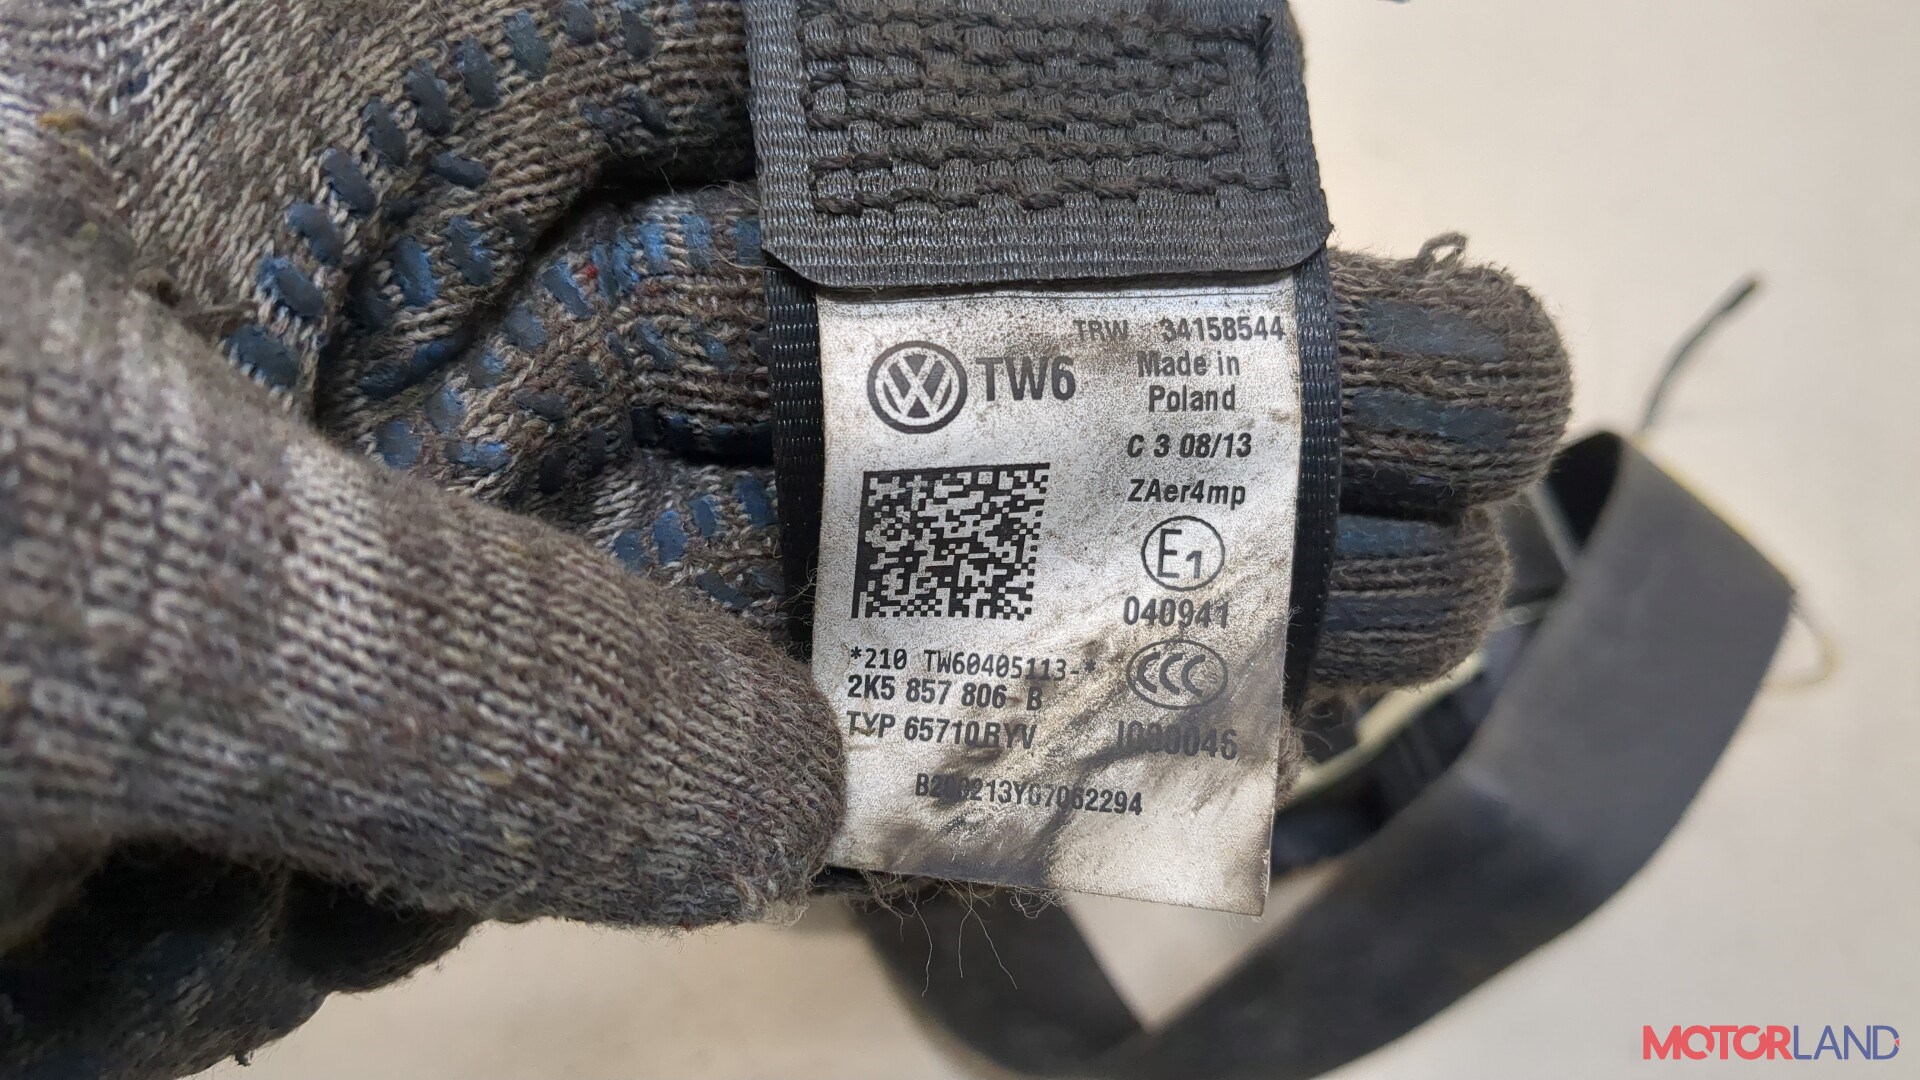 TRW 34158544
TW6
Made in
Poland
C 3 08/13
ZAer4mp
E1
040941
*210 TW60405113-*
2K5 857 806 B
TYP 65710RYV
CCC
MOTORLAND